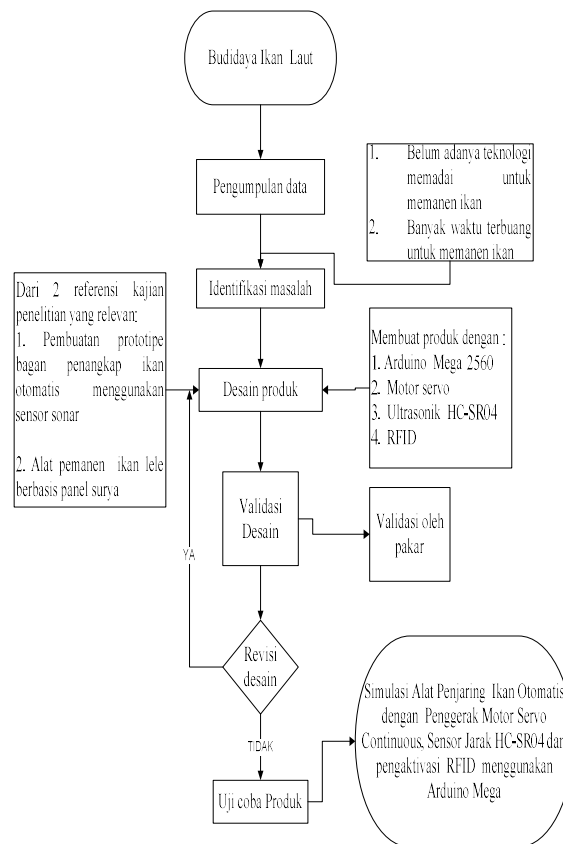 Budidaya Ikan Laut
Pengumpulan data
1. Belum adanya teknologi
memadai untuk
memanen ikan
2. Banyak waktu terbuang
untuk memanen ikan
Identifikasi masalah
Dari 2 referensi kajian
penelitian yang relevan:
1. Pembuatan prototipe
bagan penangkap ikan
otomatis menggunakan
sensor sonar
2. Alat pemanen ikan lele
berbasis panel surya
Desain produk
Membuat produk dengan :
1. Arduino Mega 2560
2. Motor servo
3. Ultrasonik HC-SR04
4. RFID
Validasi
Desain
Validasi oleh
pakar
YA
Revisi
desain
TIDAK
Uji coba Produk
Simulasi Alat Penjaring Ikan Otomatis
dengan Penggerak Motor Servo
Continuous, Sensor Jarak HC-SR04 dan
pengaktivasi RFID menggunakan
Arduino Mega